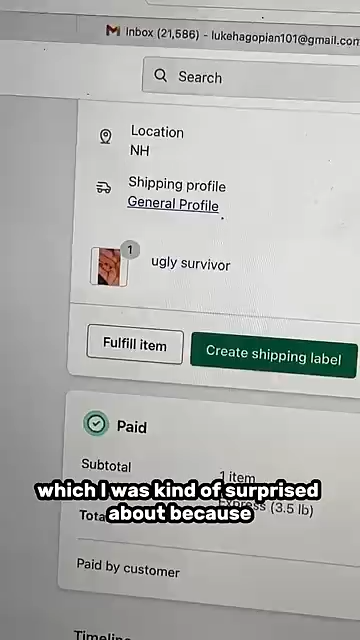 Inbox (21,586) - lukehagopian101@gmail.com
Search
Location
NH
Shipping profile
General Profile
1
ugly survivor
Fulfill item
Create shipping label
Paid
Subtotal
1 item
which I was kind of surprised
Express (3.5 lb)
about because
Paid by customer
Timeline